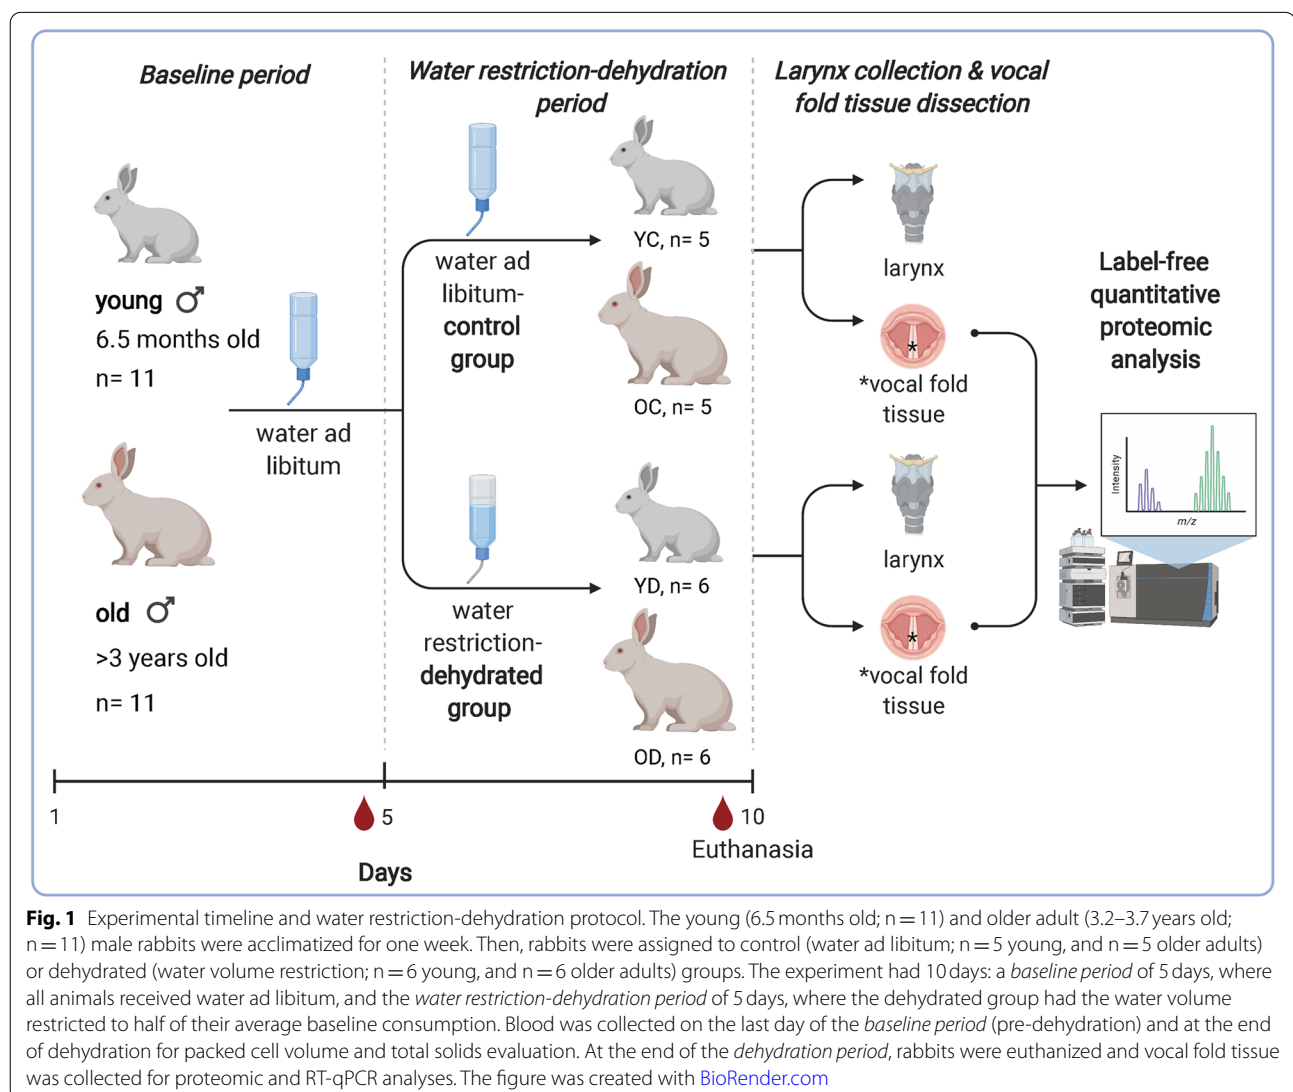 Baseline period
Water restriction-dehydration
period
Larynx collection & vocal
fold tissue dissection
young ♂
6.5 months old
n= 11
old ♂
>3 years old
n= 11
water ad
libitum
water ad
libitum-
control
group
YC, n= 5
OC, n= 5
water
restriction-
dehydrated
group
YD, n= 6
OD, n= 6
larynx
*
*vocal fold
tissue
larynx
*
*vocal fold
tissue
Label-free
quantitative
proteomic
analysis
Intensity
m/z
1
5
10
Euthanasia
Days
Fig. 1 Experimental timeline and water restriction-dehydration protocol. The young (6.5 months old; n = 11) and older adult (3.2–3.7 years old;
n = 11) male rabbits were acclimatized for one week. Then, rabbits were assigned to control (water ad libitum; n = 5 young, and n = 5 older adults)
or dehydrated (water volume restriction; n = 6 young, and n = 6 older adults) groups. The experiment had 10 days: a baseline period of 5 days, where
all animals received water ad libitum, and the water restriction-dehydration period of 5 days, where the dehydrated group had the water volume
restricted to half of their average baseline consumption. Blood was collected on the last day of the baseline period (pre-dehydration) and at the end
of dehydration for packed cell volume and total solids evaluation. At the end of the dehydration period, rabbits were euthanized and vocal fold tissue
was collected for proteomic and RT-qPCR analyses. The figure was created with BioRender.com